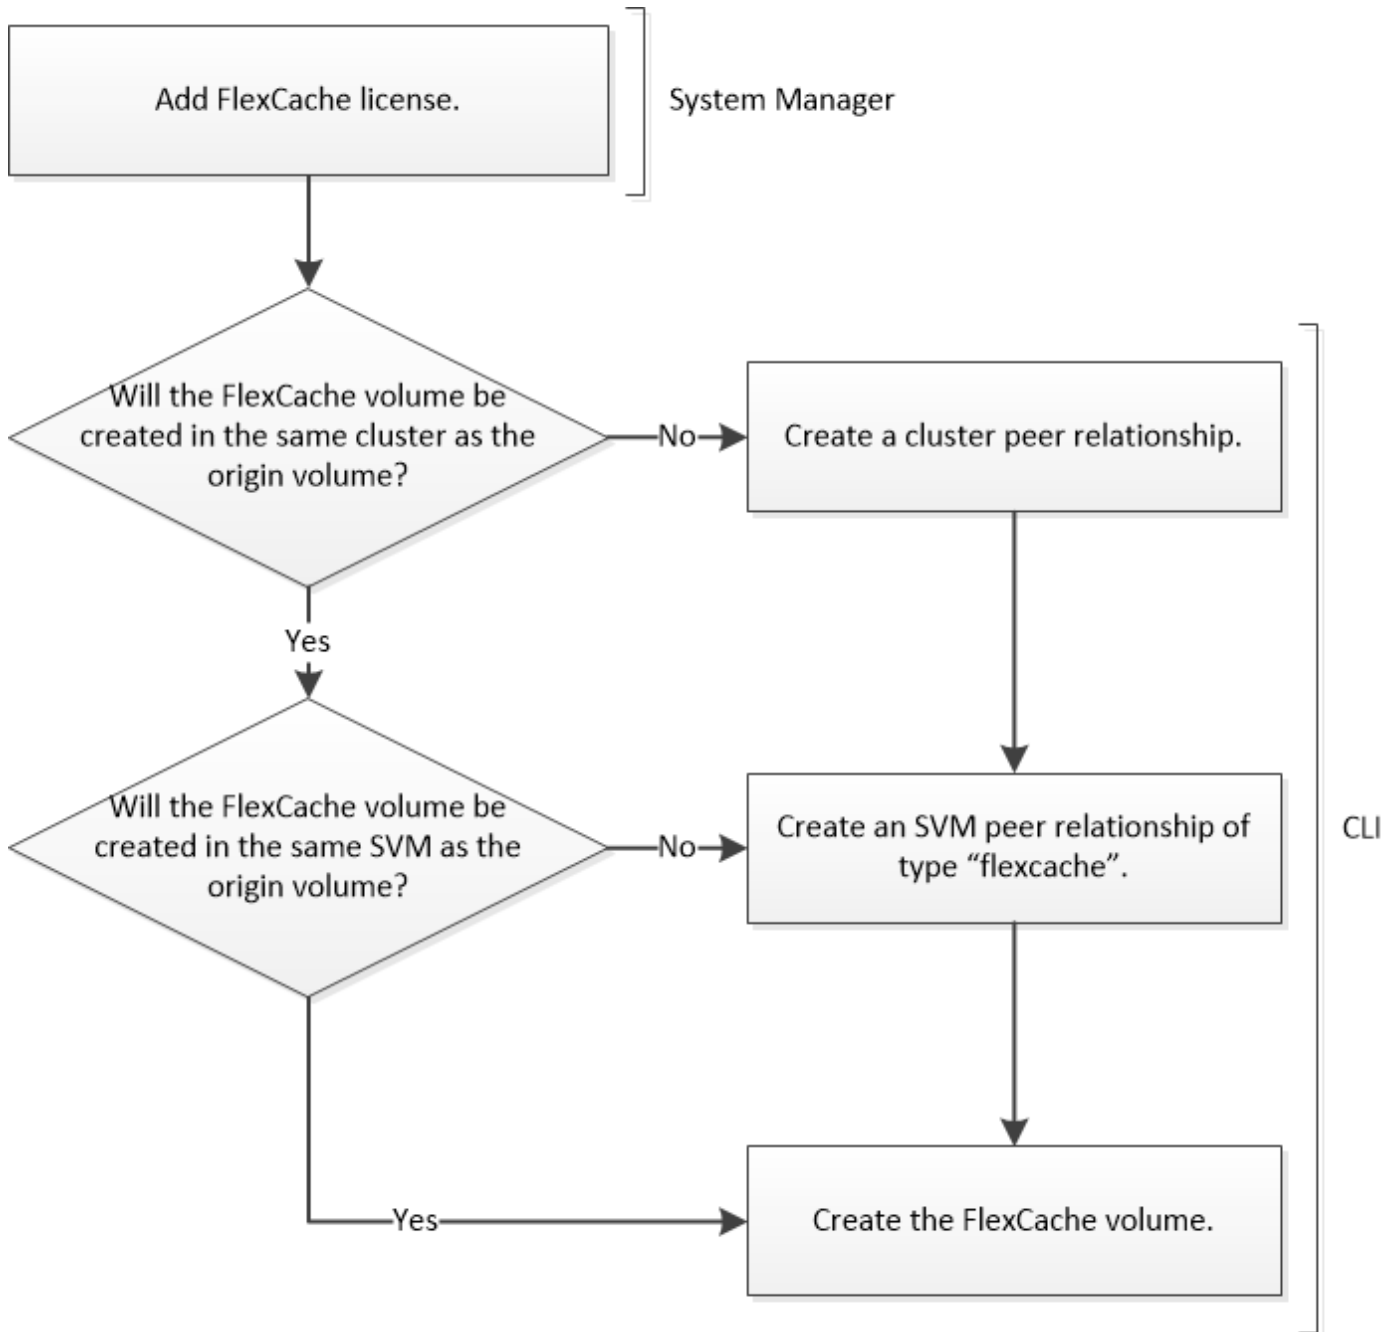 Add FlexCache license.
System Manager
Will the FlexCache volume be
created in the same cluster as the
origin volume?
No
Create a cluster peer relationship.
Yes
Will the FlexCache volume be
created in the same SVM as the
origin volume?
No
Create an SVM peer relationship of
type “flexcache”.
CLI
Yes
Create the FlexCache volume.